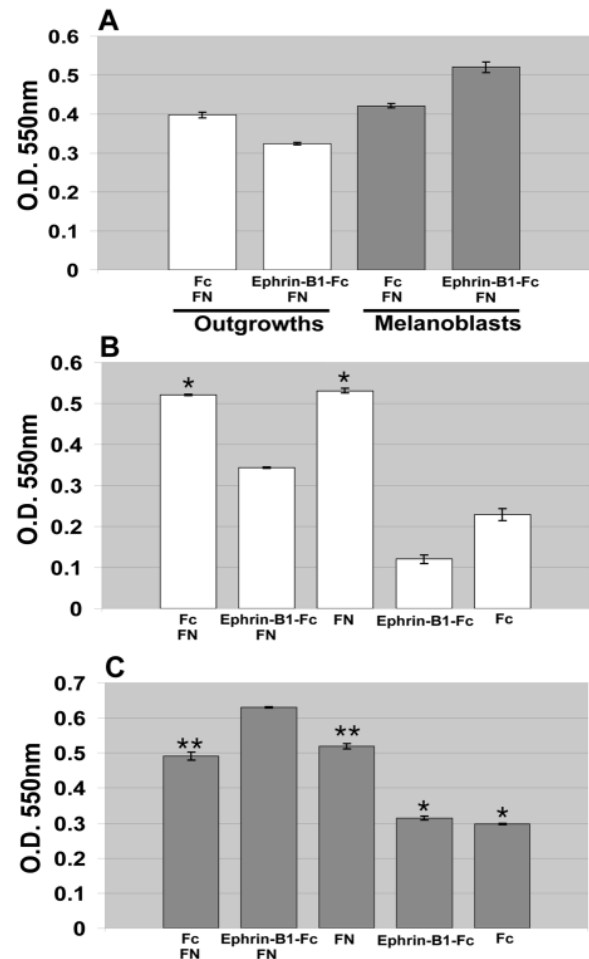 A
O.D. 550nm
0.6
0.5
0.4
0.3
0.2
0.1
0
Fc Ephrin-B1-Fc Fc Ephrin-B1-Fc
FN FN FN FN
Outgrowths Melanoblasts
B
O.D. 550nm
0.6
0.5
0.4
0.3
0.2
0.1
0
* *
Fc Ephrin-B1-Fc FN Ephrin-B1-Fc Fc
FN FN
C
O.D. 550nm
0.7
0.6
0.5
0.4
0.3
0.2
0.1
0
** ** * *
Fc Ephrin-B1-Fc FN Ephrin-B1-Fc Fc
FN FN